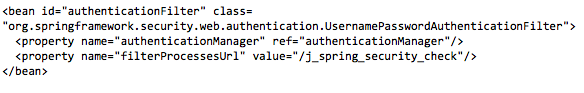 <bean id="authenticationFilter" class=
"org.springframework.security.web.authentication.UsernamePasswordAuthenticationFilter">
  <property name="authenticationManager" ref="authenticationManager"/>
  <property name="filterProcessesUrl" value="/j_spring_security_check"/>
</bean>